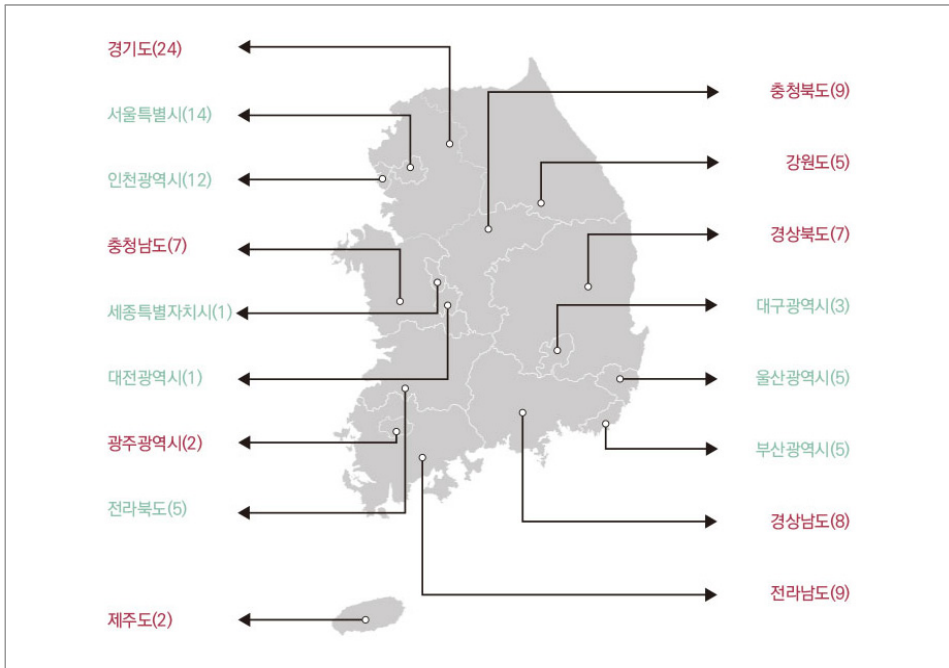 경기도(24)
서울특별시(14)
인천광역시(12)
충청남도(7)
세종특별자치시(1)
대전광역시(1)
광주광역시(2)
전라북도(5)
제주도(2)
충청북도(9)
강원도(5)
경상북도(7)
대구광역시(3)
울산광역시(5)
부산광역시(5)
경상남도(8)
전라남도(9)